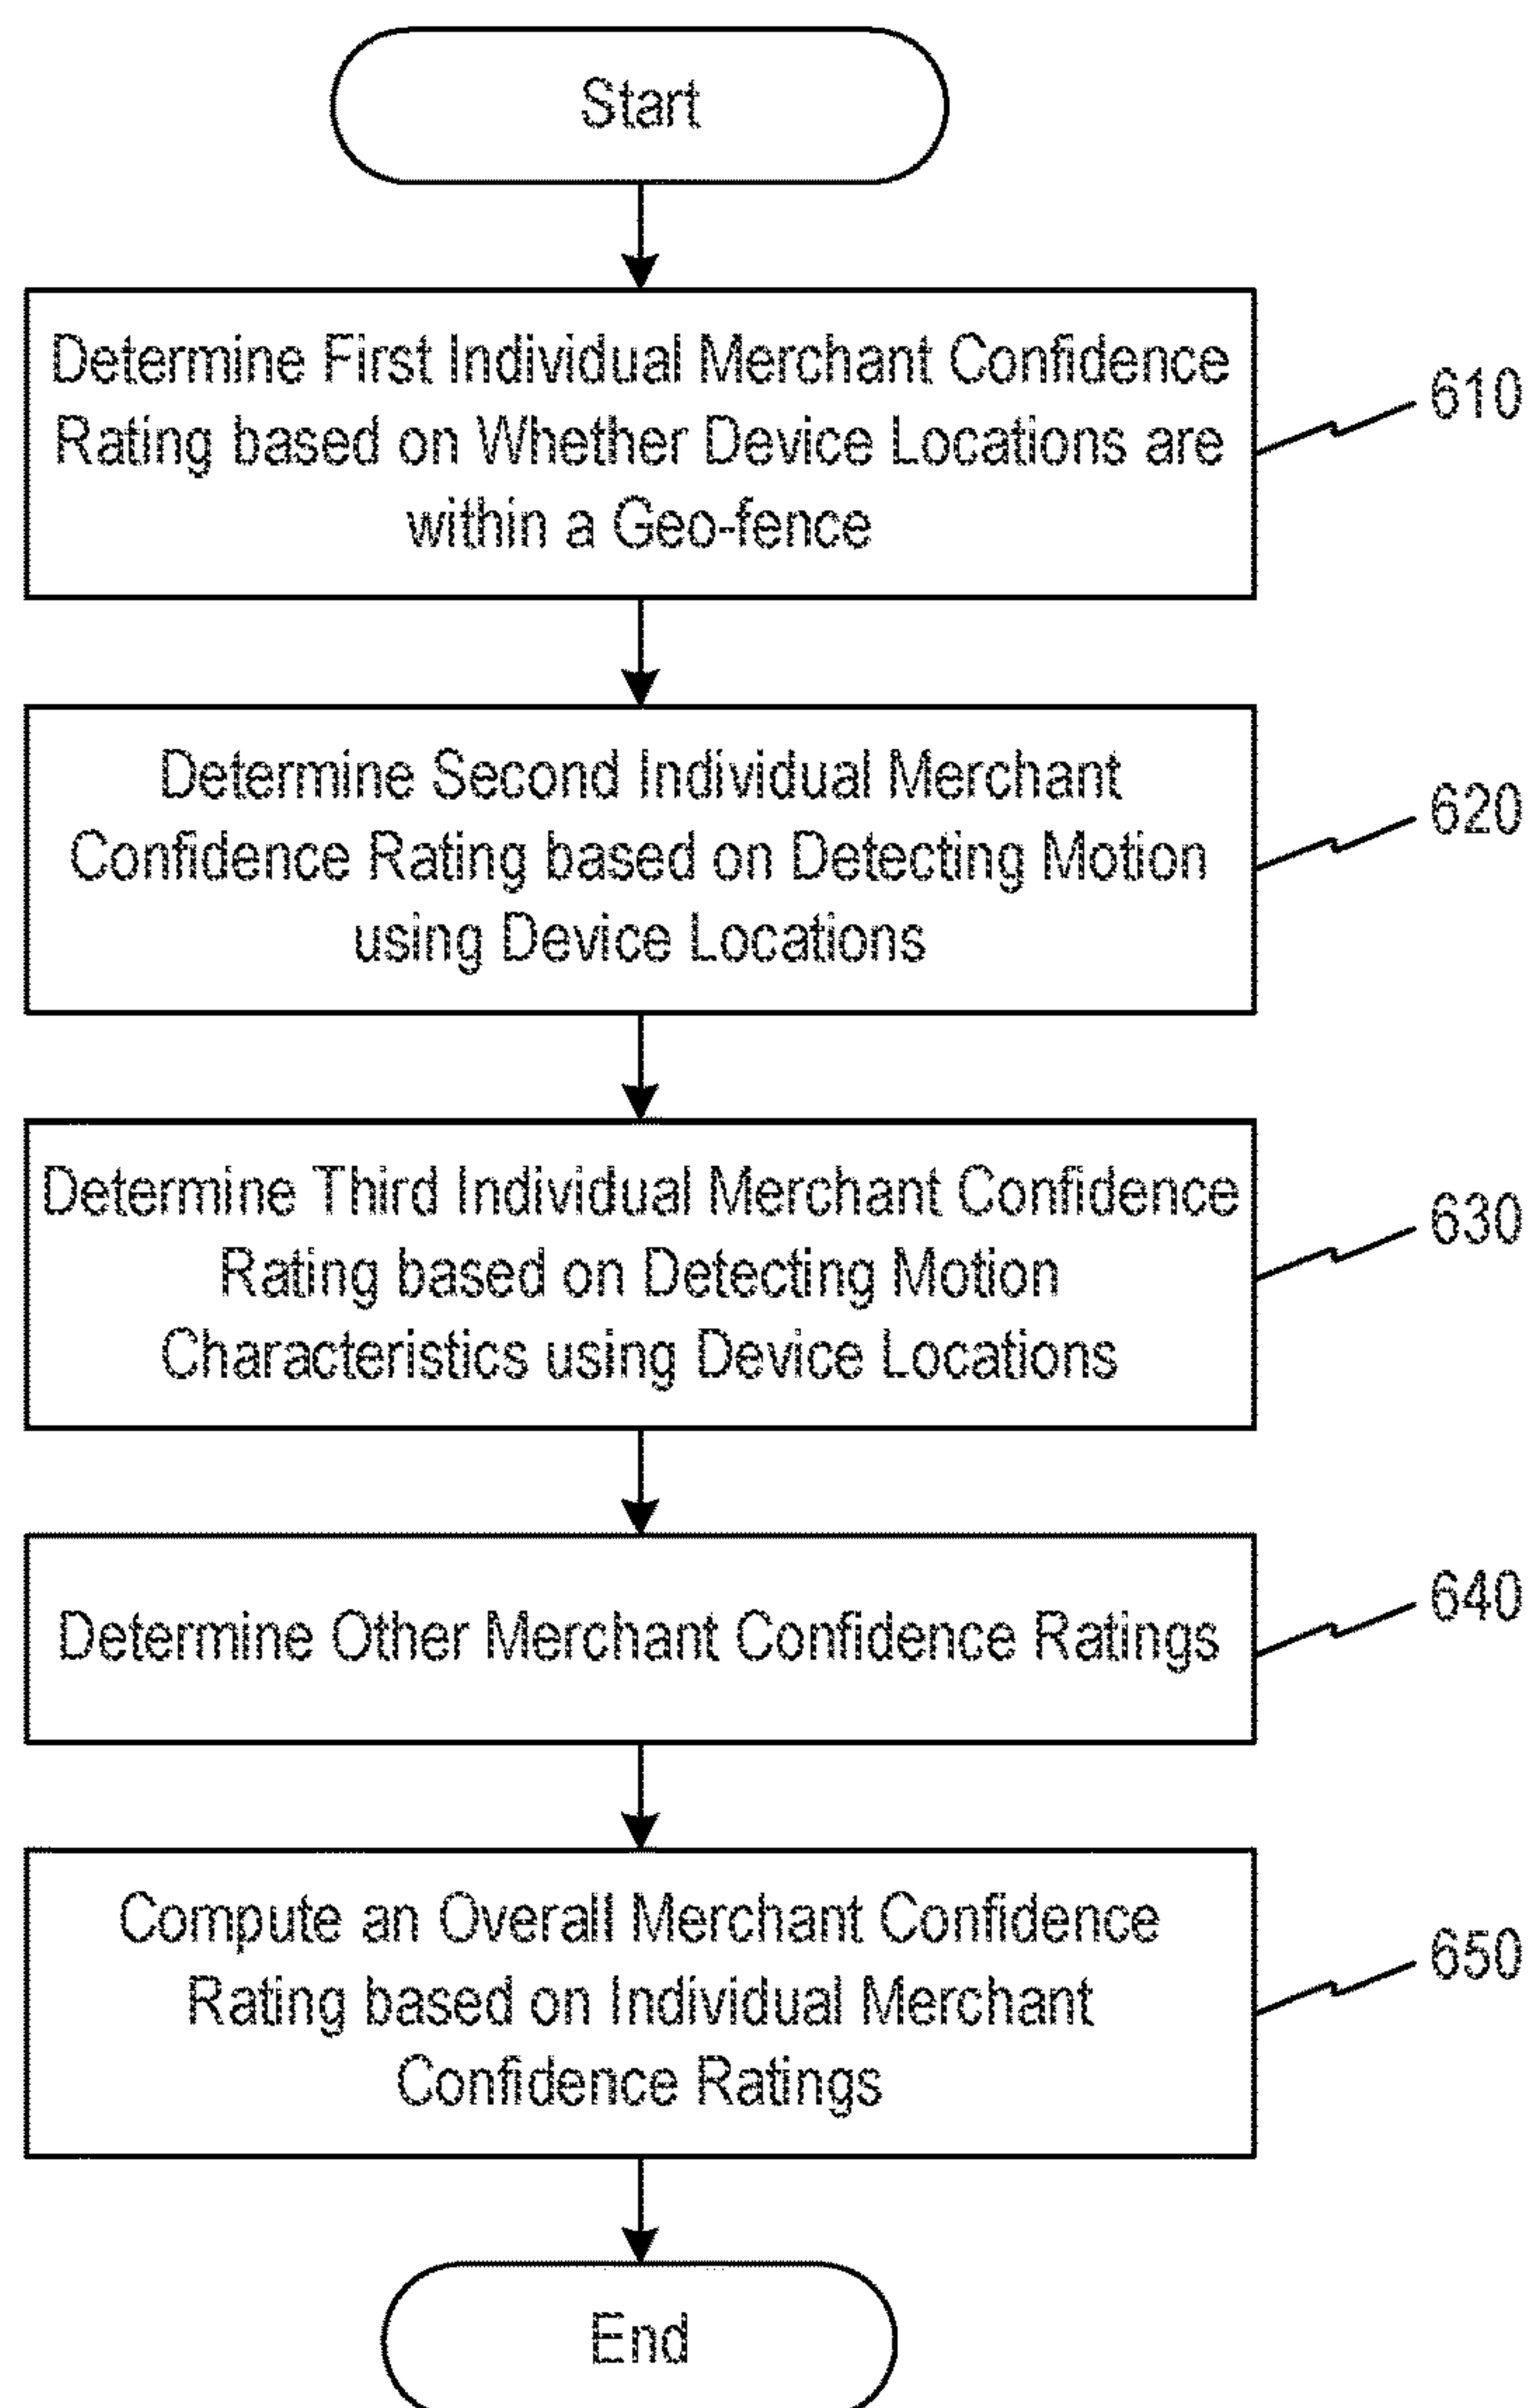 Start
Determine First Individual Merchant Confidence
Rating based on Whether Device Locations are
within a Geo-fence
610
Determine Second Individual Merchant
Confidence Rating based on Detecting Motion
using Device Locations
620
Determine Third Individual Merchant Confidence
Rating based on Detecting Motion
Characteristics using Device Locations
630
Determine Other Merchant Confidence Ratings
640
Compute an Overall Merchant Confidence
Rating based on Individual Merchant
Confidence Ratings
650
End